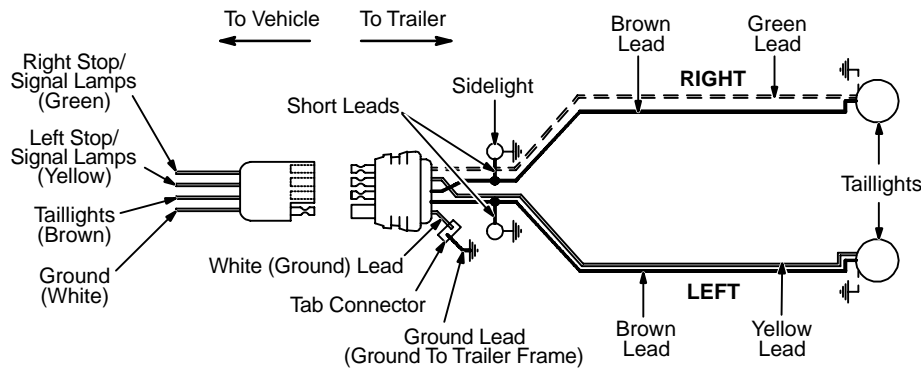 To Vehicle
To Trailer
Right Stop/
Signal Lamps
(Green)
Left Stop/
Signal Lamps
(Yellow)
Taillights
(Brown)
Ground
(White)
Short Leads
Sidelight
Brown
Lead
Green
Lead
RIGHT
Taillights
White (Ground) Lead
Tab Connector
Ground Lead
(Ground To Trailer Frame)
LEFT
Brown
Lead
Yellow
Lead